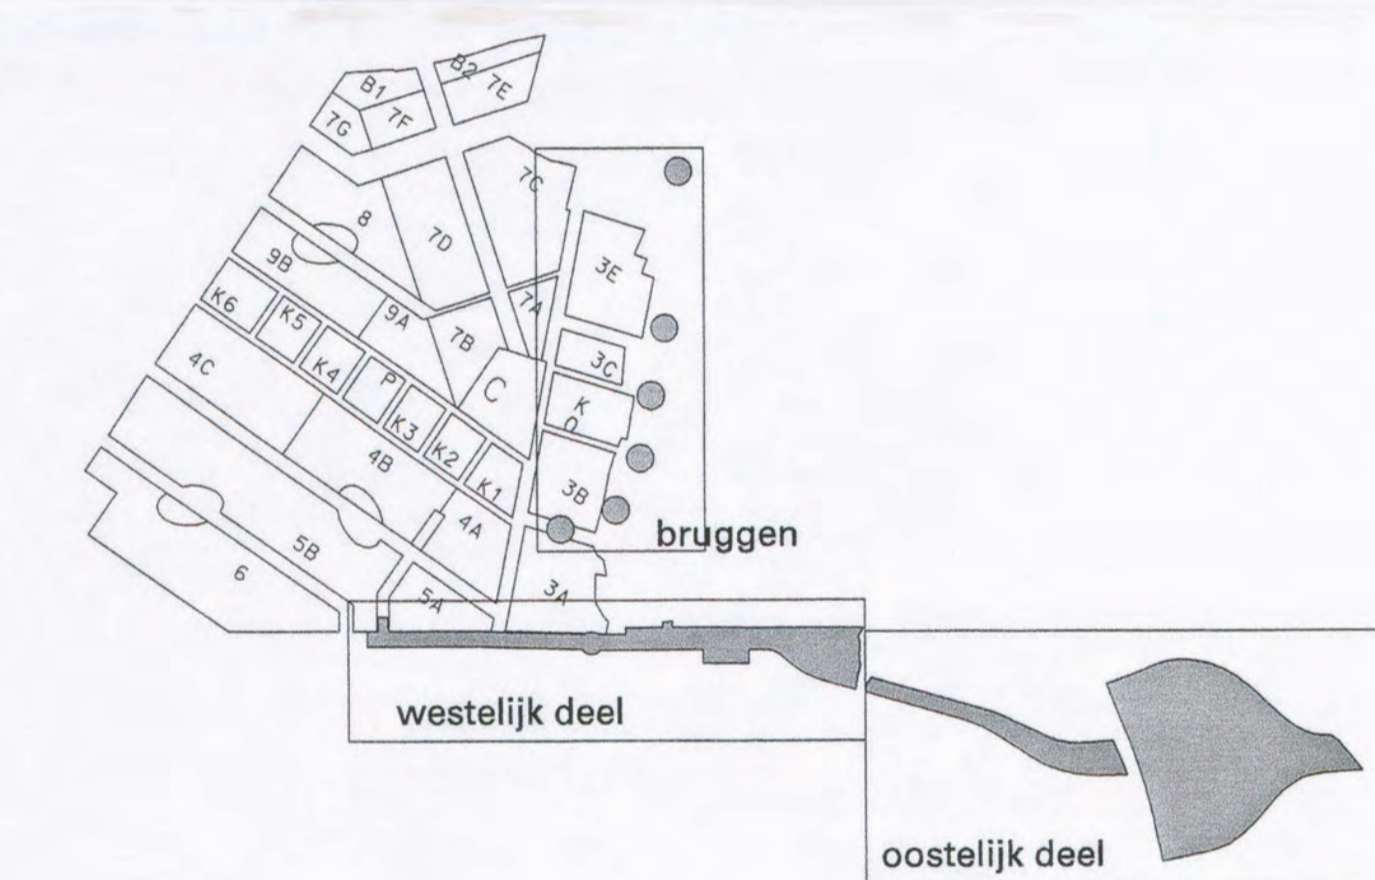 B2
7E
B1
7F
7G
7C
8
7D
3E
9B
7A
K6
K5
9A
7B
3C
4C
K4
P
C
K
O
K3
K2
4B
K1
3B
4A
bruggen
5B
6
5A
3A
westelijk deel
oostelijk deel